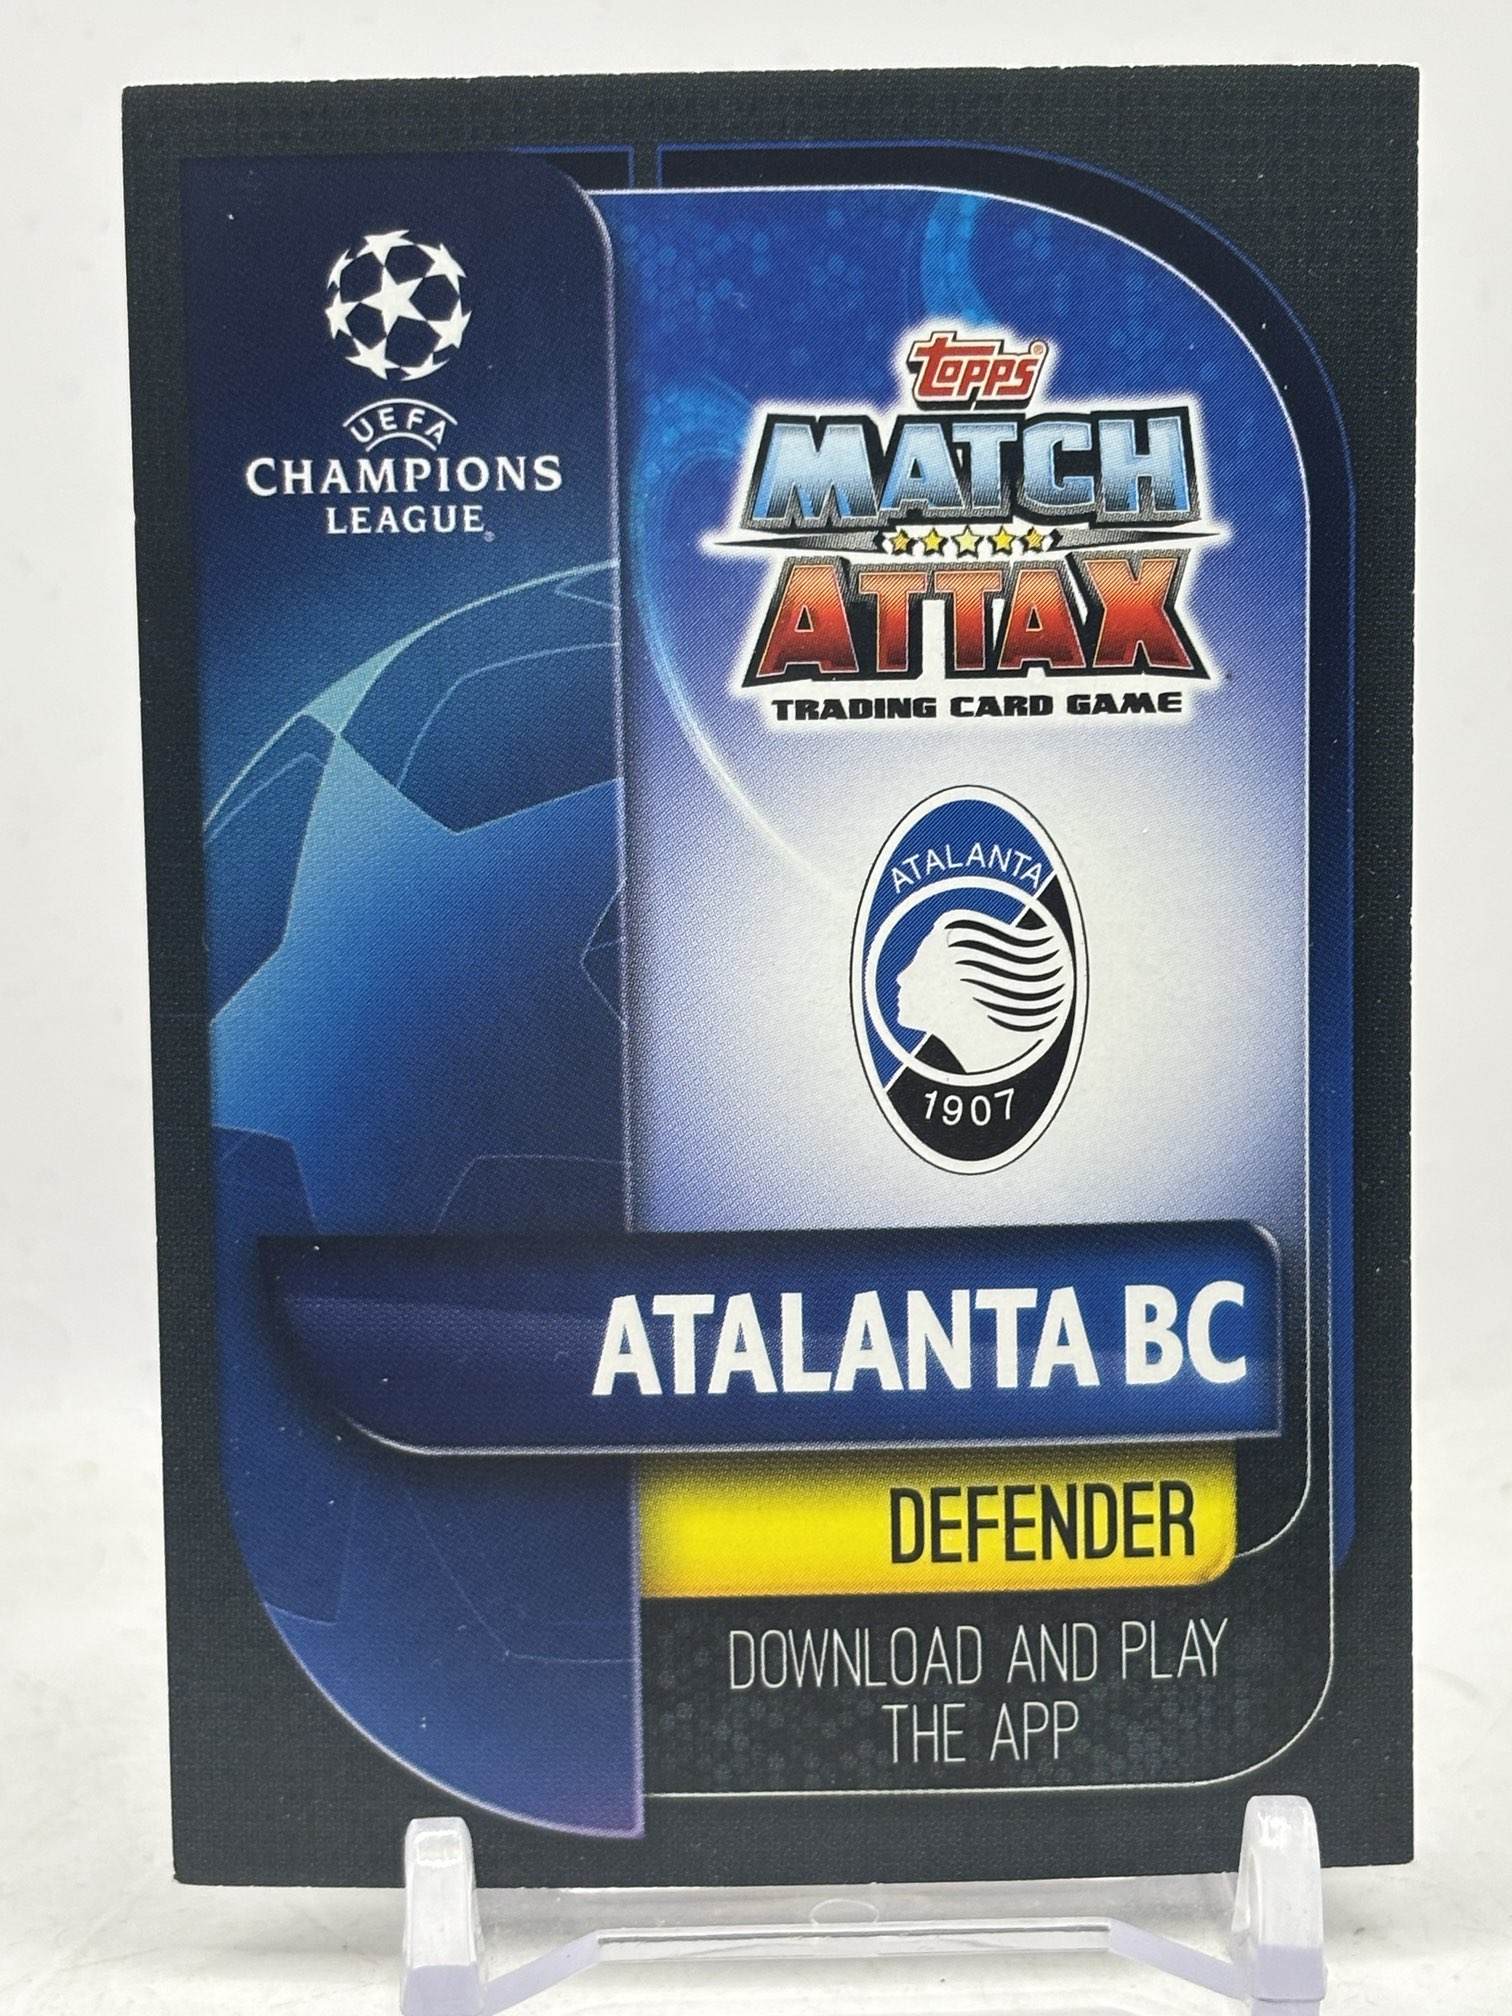 UEFA
CHAMPIONS
LEAGUE®
topps®
MATCH
ATTAX
TRADING CARD GAME
ATALANTA
1907
ATALANTA BC
DEFENDER
DOWNLOAD AND PLAY
THE APP